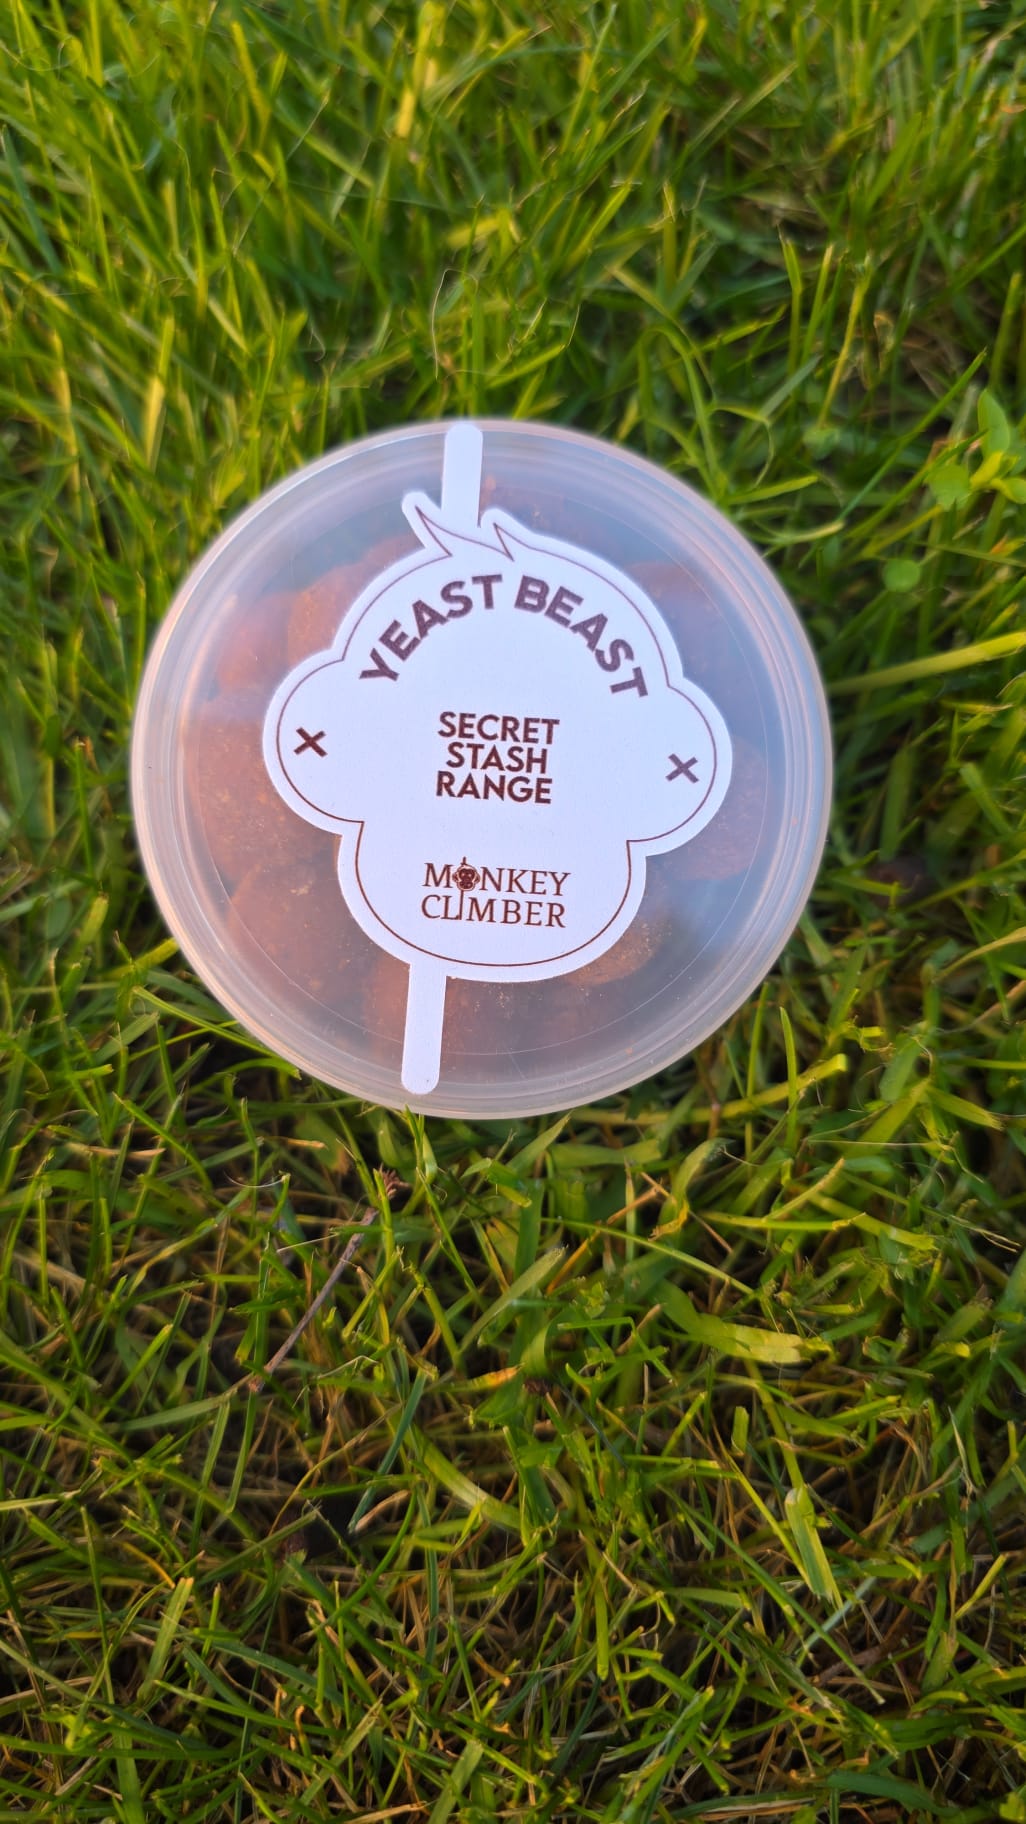 YEAST BEAST
× ×
SECRET
STASH
RANGE
MONKEY
CLIMBER